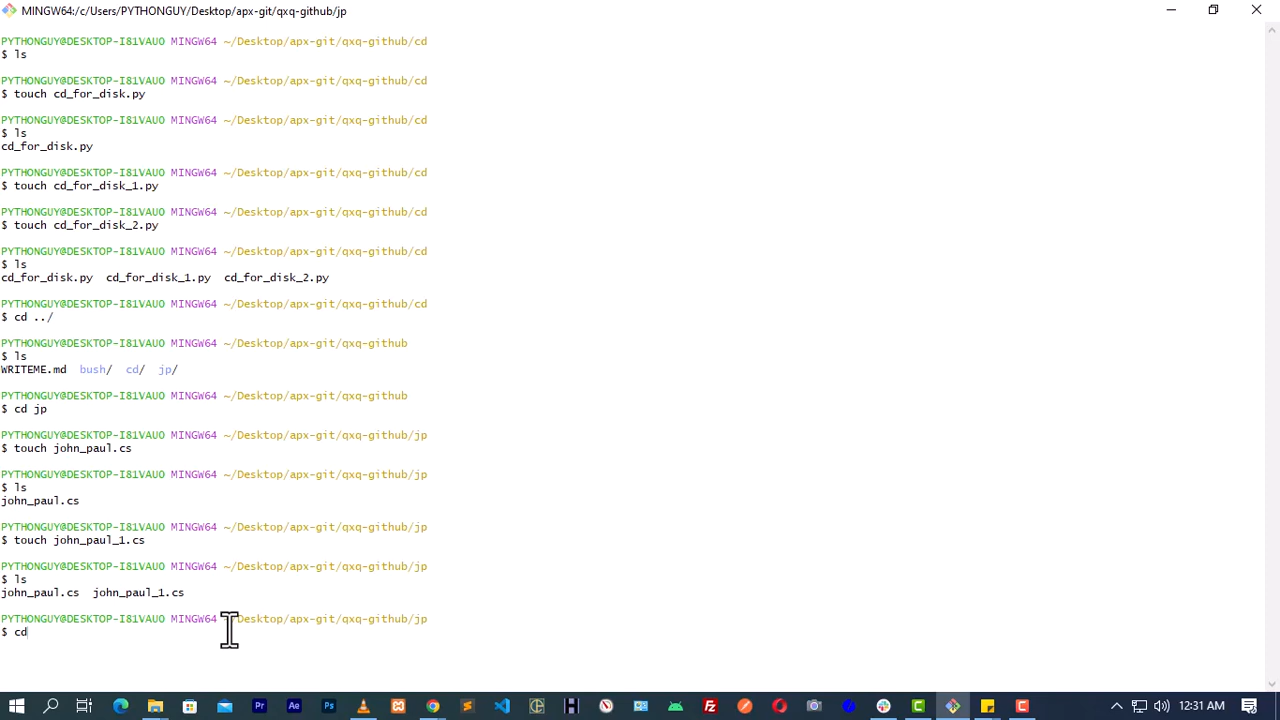 MINGW64:/c/Users/PYTHONGUY/Desktop/apx-git/qxq-github/jp
PYTHONGUY@DESKTOP-I81VAUO MINGW64 ~/Desktop/apx-git/qxq-github/cd
$ ls
PYTHONGUY@DESKTOP-I81VAUO MINGW64 ~/Desktop/apx-git/qxq-github/cd
$ touch cd_for_disk.py
PYTHONGUY@DESKTOP-I81VAUO MINGW64 ~/Desktop/apx-git/qxq-github/cd
$ ls
cd_for_disk.py
PYTHONGUY@DESKTOP-I81VAUO MINGW64 ~/Desktop/apx-git/qxq-github/cd
$ touch cd_for_disk_1.py
PYTHONGUY@DESKTOP-I81VAUO MINGW64 ~/Desktop/apx-git/qxq-github/cd
$ touch cd_for_disk_2.py
PYTHONGUY@DESKTOP-I81VAUO MINGW64 ~/Desktop/apx-git/qxq-github/cd
$ ls
cd_for_disk.py  cd_for_disk_1.py  cd_for_disk_2.py
PYTHONGUY@DESKTOP-I81VAUO MINGW64 ~/Desktop/apx-git/qxq-github/cd
$ cd ../
PYTHONGUY@DESKTOP-I81VAUO MINGW64 ~/Desktop/apx-git/qxq-github
$ ls
WRITEME.md  bush/  cd/  jp/
PYTHONGUY@DESKTOP-I81VAUO MINGW64 ~/Desktop/apx-git/qxq-github
$ cd jp
PYTHONGUY@DESKTOP-I81VAUO MINGW64 ~/Desktop/apx-git/qxq-github/jp
$ touch john_paul.cs
PYTHONGUY@DESKTOP-I81VAUO MINGW64 ~/Desktop/apx-git/qxq-github/jp
$ ls
john_paul.cs
PYTHONGUY@DESKTOP-I81VAUO MINGW64 ~/Desktop/apx-git/qxq-github/jp
$ touch john_paul_1.cs
PYTHONGUY@DESKTOP-I81VAUO MINGW64 ~/Desktop/apx-git/qxq-github/jp
$ ls
john_paul.cs  john_paul_1.cs
PYTHONGUY@DESKTOP-I81VAUO MINGW64 ~/Desktop/apx-git/qxq-github/jp
$ cd
Pr Ae Ps H Fz C C 12:31 AM